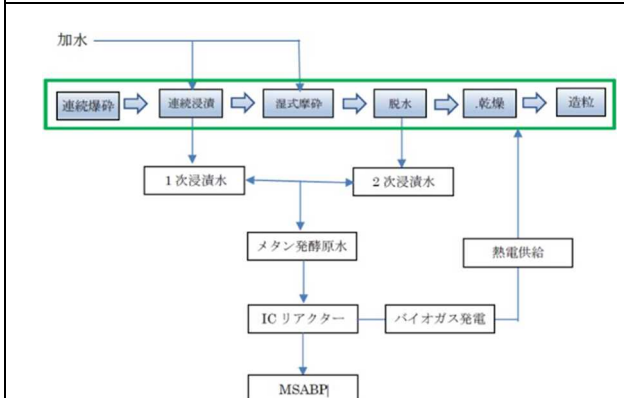 加水
連続爆砕
連続浸漬
湿式摩砕
脱水
.乾燥
造粒
1次浸漬水
2次浸漬水
メタン発酵原水
熱電供給
ICリアクター
バイオガス発電
MSABP